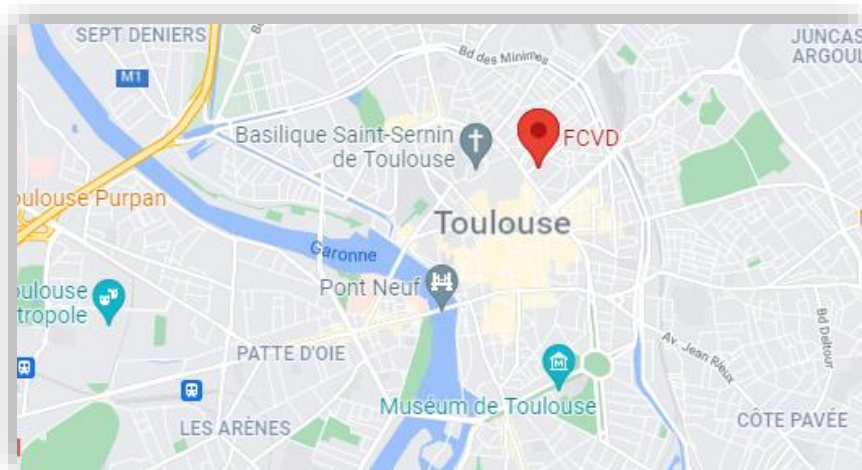 SEPT DENIERS
Bd des Minimes
JUNCAS
ARGOUL
M1
Basilique Saint-Sernin
de Toulouse
FCVD
oulouse Purpan
Toulouse
Garonne
Pont Neuf
oulouse
tropole
Bd Deltour
Av. Jean Rieux
PATTE D'OIE
Muséum de Toulouse
CÔTE PAVÉE
LES ARÈNES